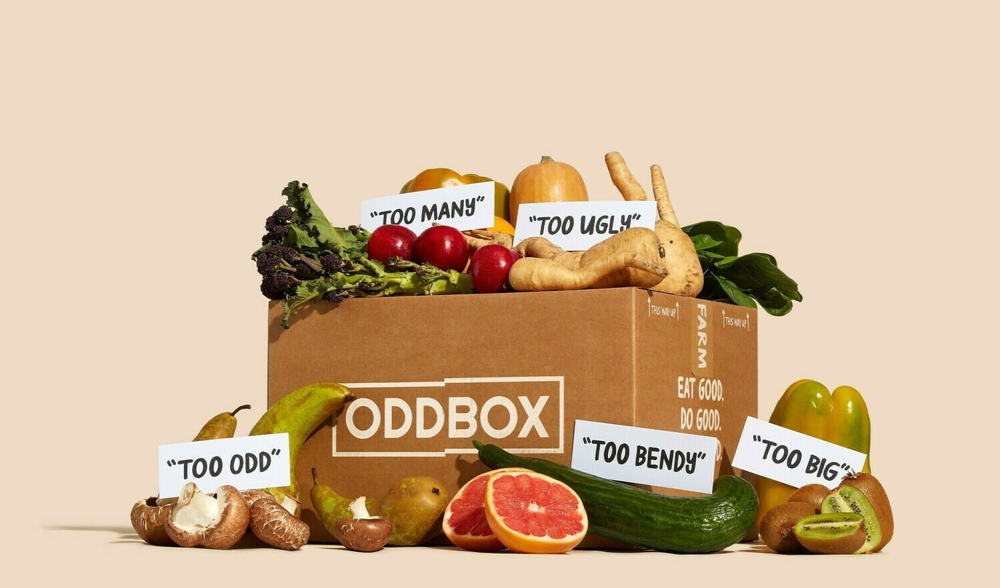 “TOO MANY”
“TOO UGLY”
THIS WAY UP
THIS WAY UP
FARM
EAT GOOD.
DO GOOD.
ODDBOX
“TOO ODD”
“TOO BENDY”
“TOO BIG”